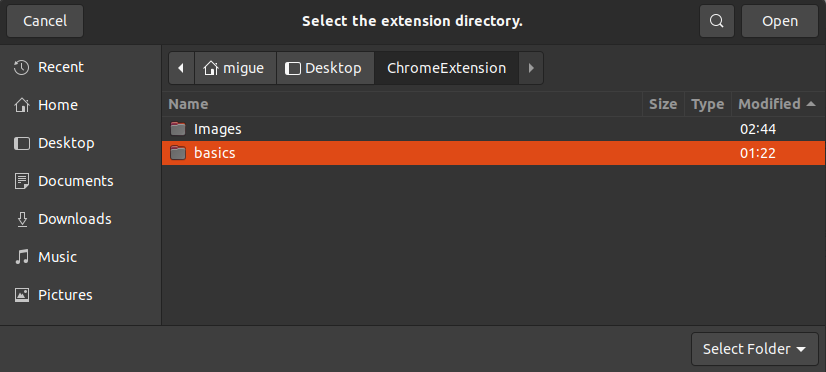 Cancel Select the extension directory. Open
Recent
Home
Desktop
Documents
Downloads
Music
Pictures
migue Desktop ChromeExtension
Name Size Type Modified
Images 02:44
basics 01:22
Select Folder